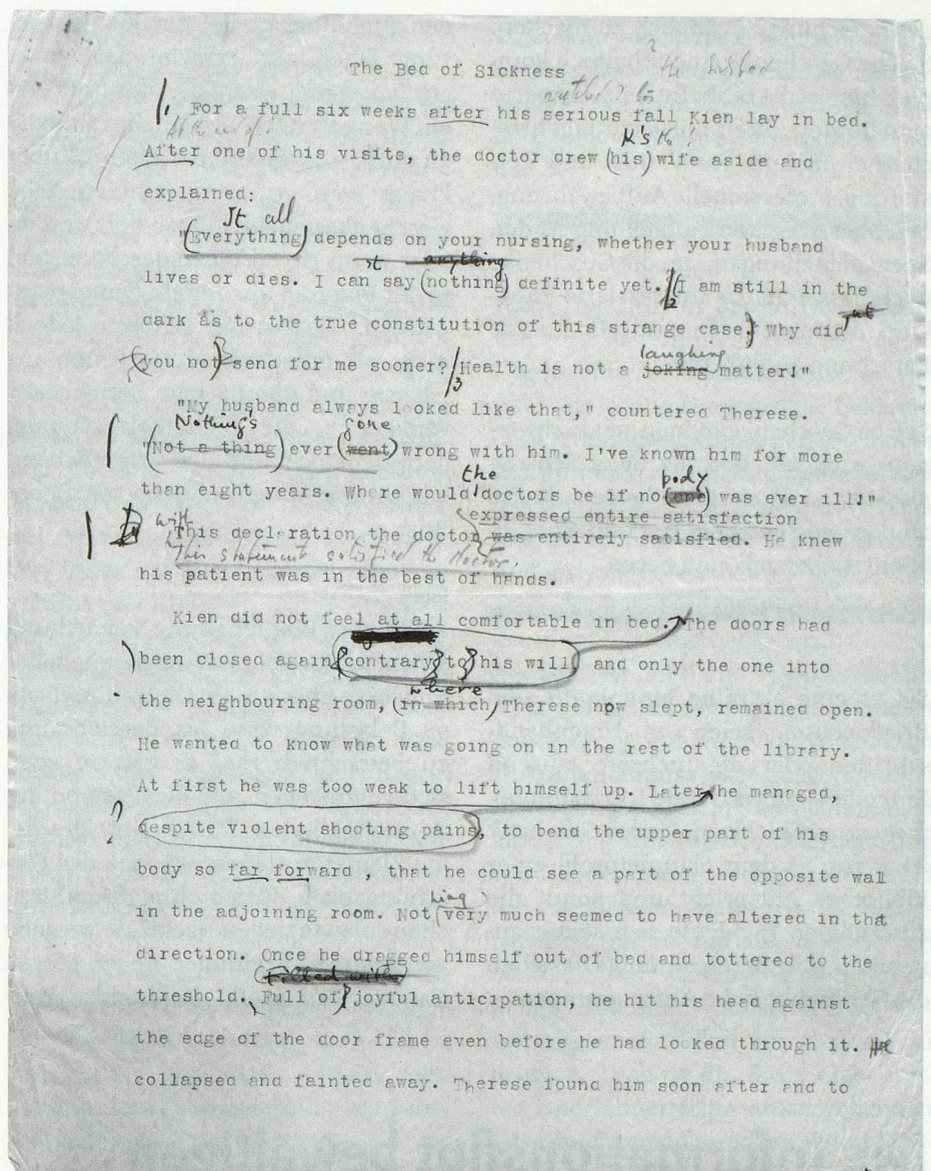 The Bed of Sickness
For a full six weeks after his serious fall Kien lay in bed.
At the end of
K's
After one of his visits, the doctor drew (his) wife aside and
explained:
It all
"(Everything) depends on your nursing, whether your husband
it anything
lives or dies. I can say (nothing) definite yet. I am still in the
2
dark as to the true constitution of this strange case. Why did
laughing
you not send for me sooner? Health is not a joking matter!"
3
"My husband always looked like that," countered Therese.
Nothing's gone
"(Not a thing) ever (went) wrong with him. I've known him for more
the body
than eight years. Where would doctors be if no (one) was ever ill!"
expressed entire satisfaction
with
This declaration the doctor was entirely satisfied. He knew
This statement satisfied the doctor.
his patient was in the best of hands.
Kien did not feel at all comfortable in bed. The doors had
been closed again contrary to his will, and only the one into
where
the neighbouring room, (in which) Therese now slept, remained open.
He wanted to know what was going on in the rest of the library.
At first he was too weak to lift himself up. Later he managed,
? despite violent shooting pains, to bend the upper part of his
body so far forward , that he could see a part of the opposite wall
in the adjoining room. Not (very much seemed to have altered in that
direction. Once he dragged himself out of bed and tottered to the
(Filled with)
threshold. Full of joyful anticipation, he hit his head against
the edge of the door frame even before he had looked through it. He
collapsed and fainted away. Therese found him soon after and to